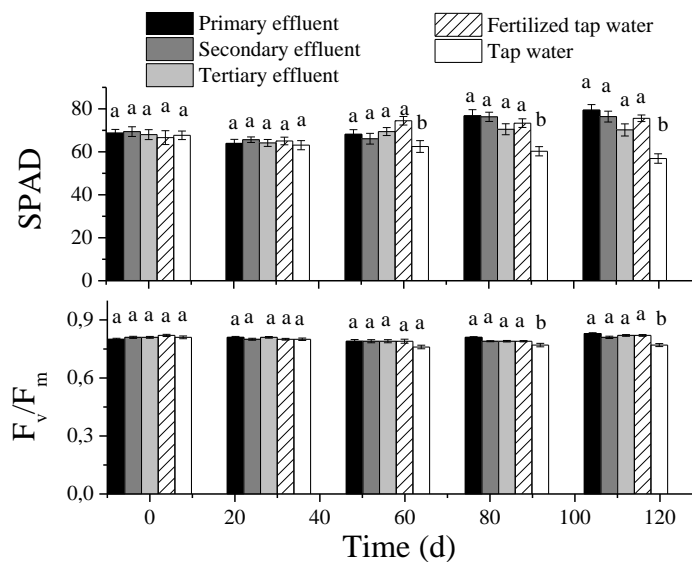 Primary effluent
Secondary effluent
Tertiary effluent
Fertilized tap water
Tap water
a a a a a
a a a a a
a a a a b
a a a a b
a a a a b
80
60
40
20
0
SPAD
a a a a a
a a a a a
a a a a a
a a a a b
a a a a b
0,9
0,6
0,3
0,0
Fv/Fm
0 20 40 60 80 100 120
Time (d)